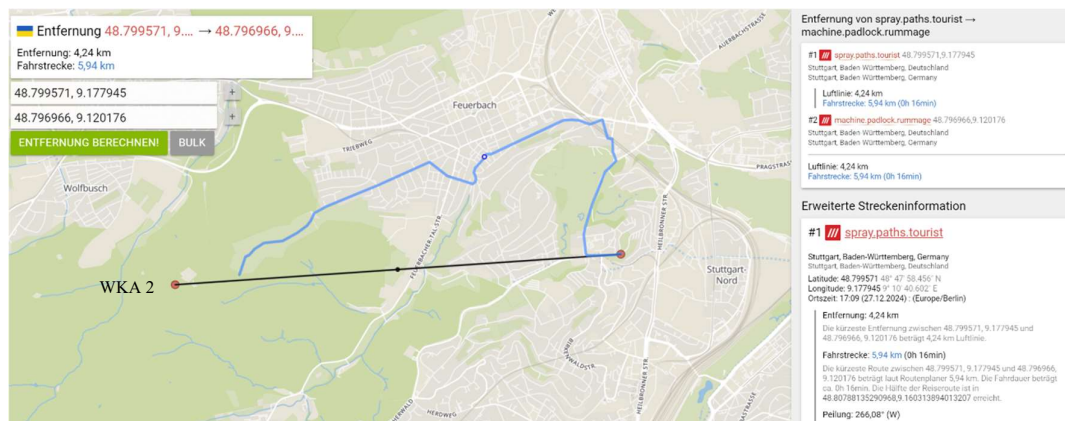 Entfernung 48.799571, 9.... → 48.796966, 9....
Entfernung: 4,24 km
Fahrstrecke: 5,94 km
48.799571, 9.177945
+
48.796966, 9.120176
+
ENTFERNUNG BERECHNEN!
BULK
AUERBACHSTR.
Feuerbach
TRIEBWEG
PRAGSTRAS
Wolfbusch
FEUERBACHER-TAL-STR.
HEILBRONNER STR.
Stuttgart-
Nord
WKA 2
HEILBRONNER STR.
HERDWEG
Entfernung von spray.paths.tourist →
machine.padlock.rummage
#1 spray.paths.tourist 48.799571,9.177945
Stuttgart, Baden Württemberg, Deutschland
Stuttgart, Baden Württemberg, Germany
Luftlinie: 4,24 km
Fahrstrecke: 5,94 km (0h 16min)
#2 machine.padlock.rummage 48.796966,9.120176
Stuttgart, Baden Württemberg, Deutschland
Stuttgart, Baden Württemberg, Germany
Luftlinie: 4,24 km
Fahrstrecke: 5,94 km (0h 16min)
Erweiterte Streckeninformation
#1 spray.paths.tourist
Stuttgart, Baden-Württemberg, Germany
Stuttgart, Baden-Württemberg, Deutschland
Latitude: 48.799571 48° 47' 58.456'' N
Longitude: 9.177945 9° 10' 40.602'' E
Ortszeit: 17:09 (27.12.2024) : (Europe/Berlin)
Entfernung: 4,24 km
Die kürzeste Entfernung zwischen 48.799571, 9.177945 und
48.796966, 9.120176 beträgt 4,24 km Luftlinie.
Fahrstrecke: 5,94 km (0h 16min)
Die kürzeste Route zwischen 48.799571, 9.177945 und 48.796966,
9.120176 beträgt laut Routenplaner 5,94 km. Die Fahrdauer beträgt
ca. 0h 16min. Die Hälfte der Reiseroute ist in
48.80788135290968,9.160313894013207 erreicht.
Peilung: 266,08° (W)